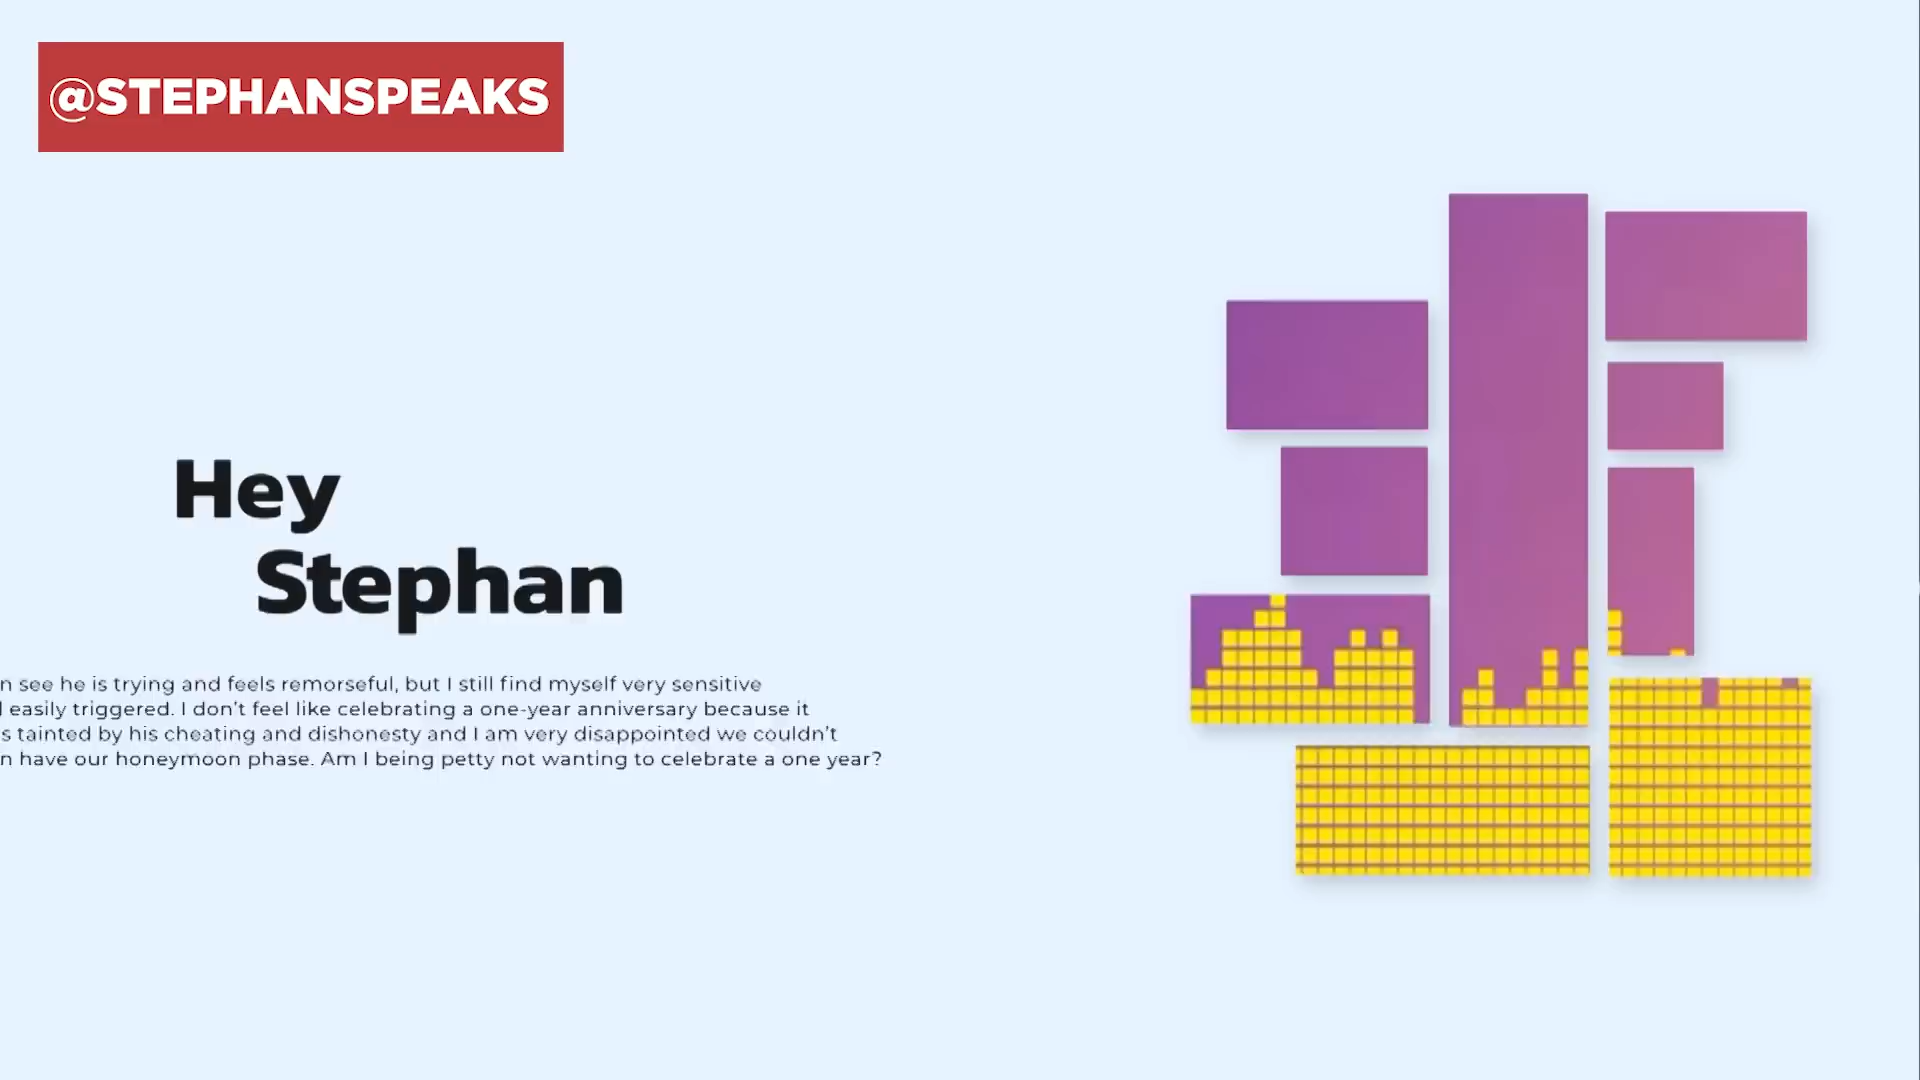 @STEPHANSPEAKS
Hey
Stephan
see he is trying and feels remorseful, but I still find myself very sensitive
easily triggered. I don't feel like celebrating a one-year anniversary because it
tainted by his cheating and dishonesty and I am very disappointed we couldn't
have our honeymoon phase. Am I being petty not wanting to celebrate a one year?